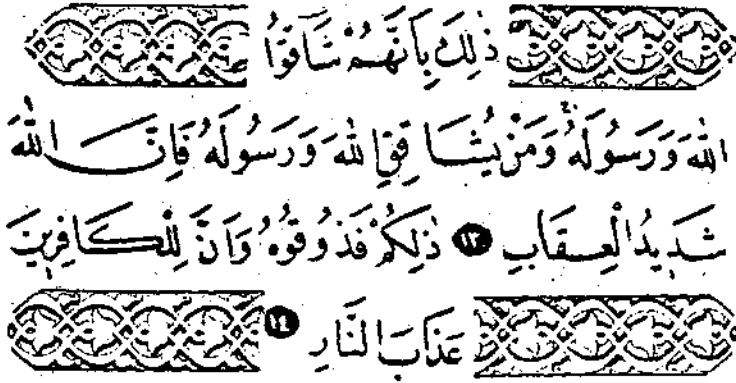 ذٰلِكَ بِاَنَّهُمْ شَٓاقُّوا
اللّٰهَ وَرَسُولَهُۚ وَمَنْ يُشَاقِقِ اللّٰهَ وَرَسُولَهُ فَاِنَّ اللّٰهَ
شَدٖيدُ الْعِقَابِ ١٣ ذٰلِكُمْ فَذُوقُوهُ وَاَنَّ لِلْكَافِرٖينَ
عَذَابَ النَّارِ ١٤